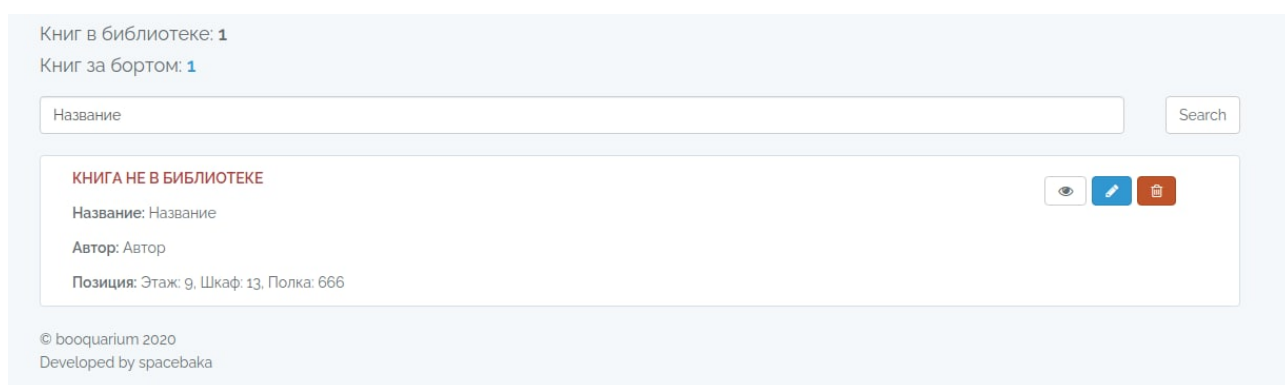 Книг в библиотеке: 1
Книг за бортом: 1
Название
Search
КНИГА НЕ В БИБЛИОТЕКЕ
Название: Название
Автор: Автор
Позиция: Этаж: 9, Шкаф: 13, Полка: 666
© booquarium 2020
Developed by spacebaka